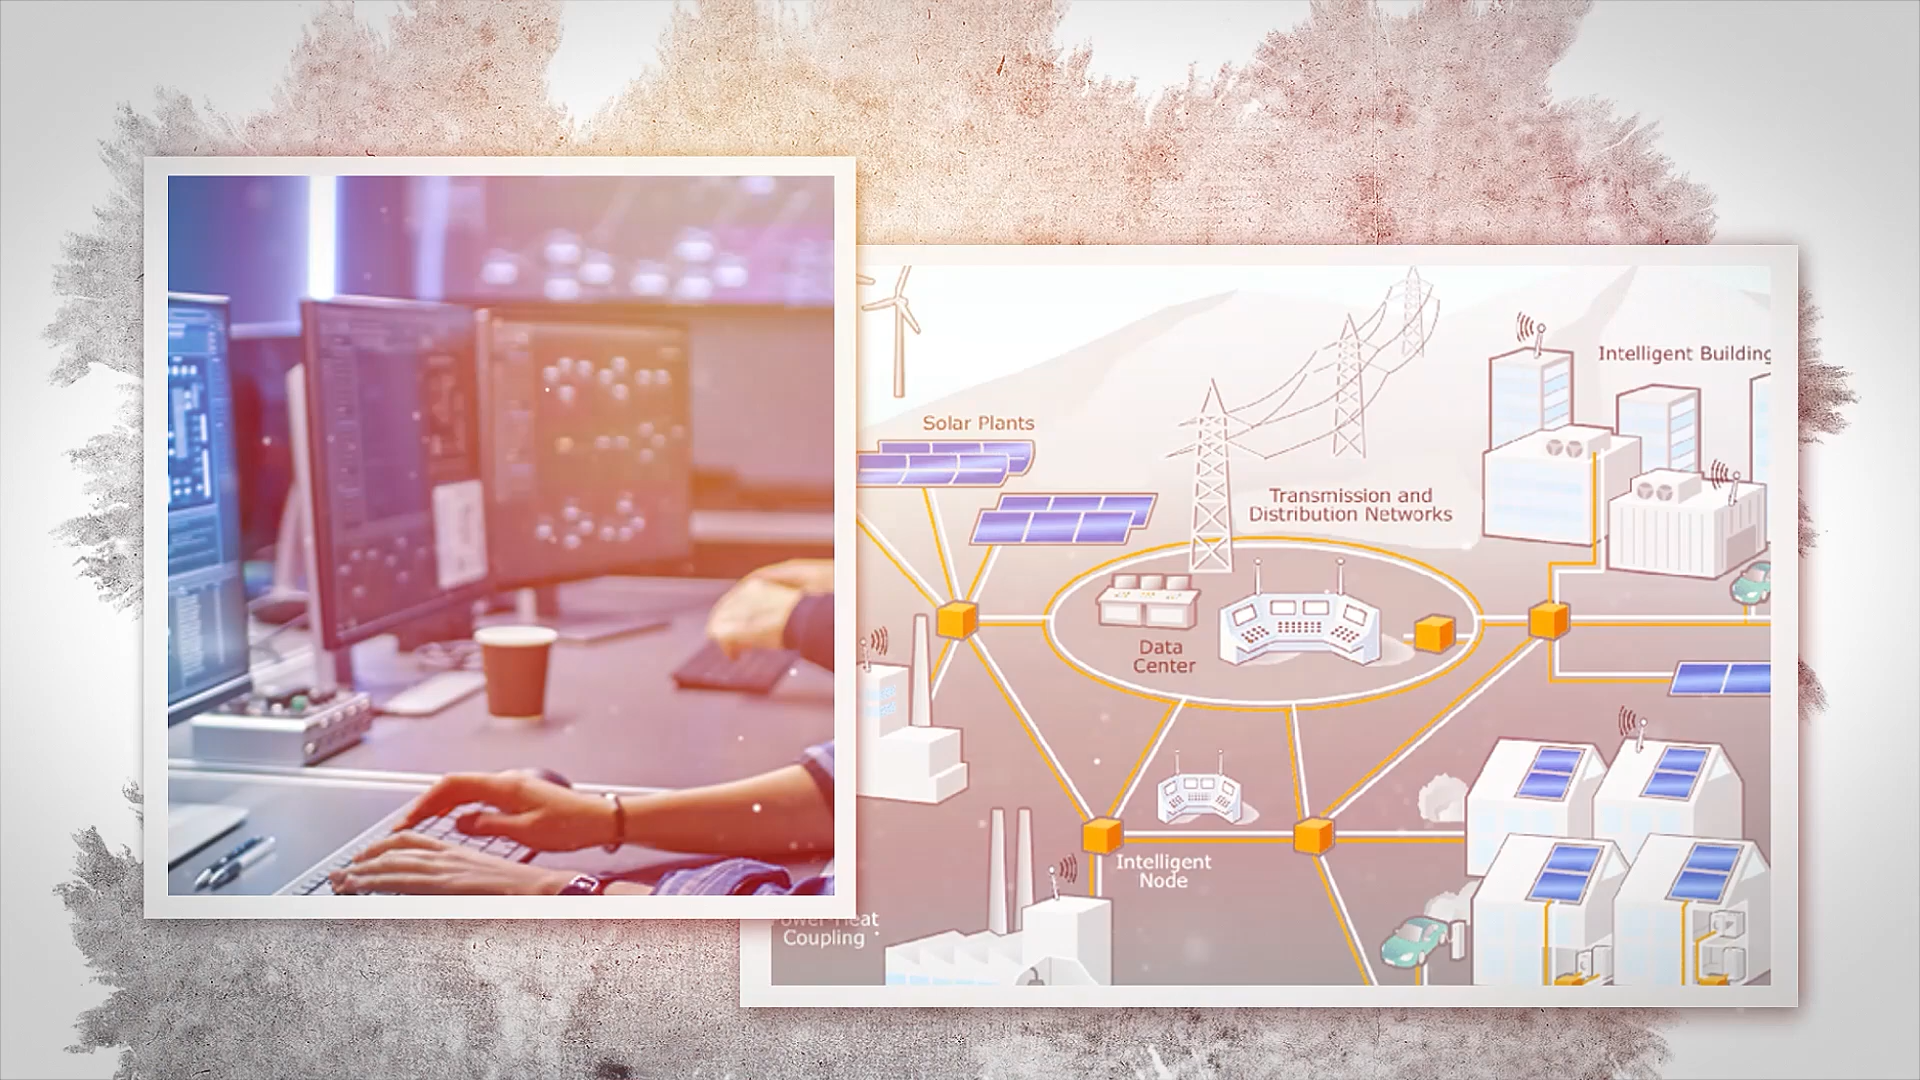 Intelligent Building
Solar Plants
Transmission and
Distribution Networks
Data
Center
Intelligent
Node
Coupling